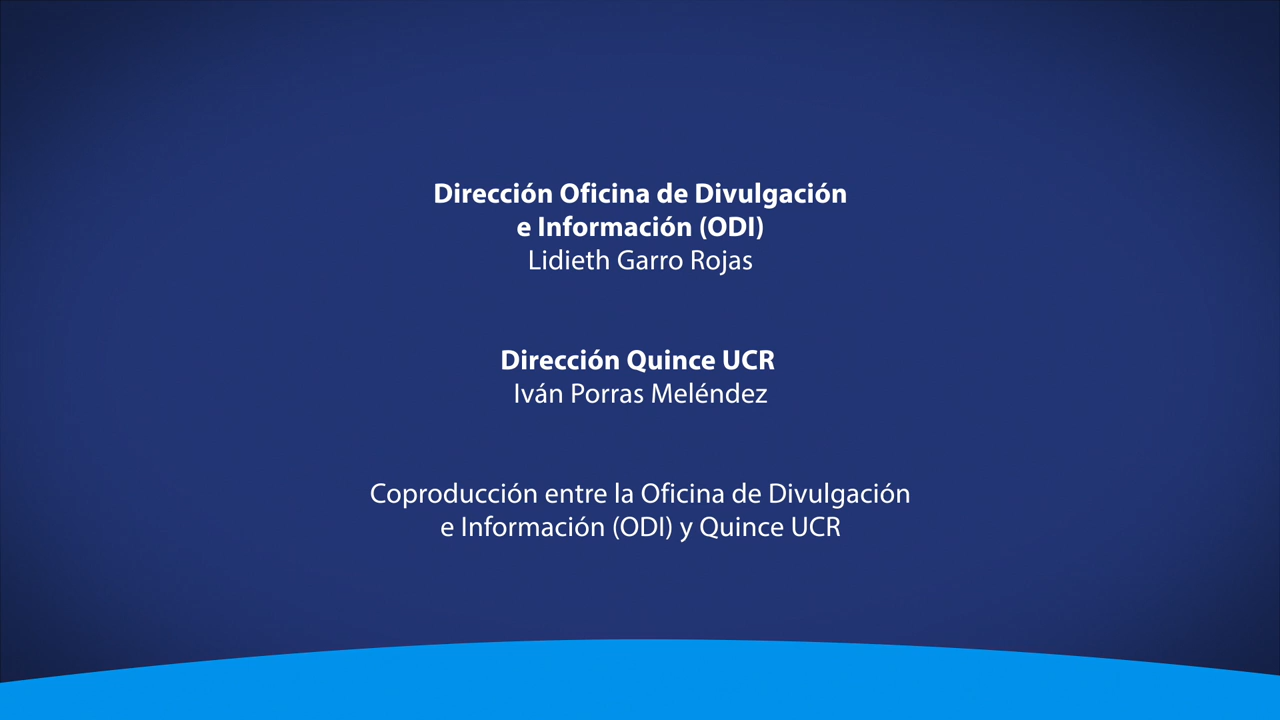 Dirección Oficina de Divulgación
e Información (ODI)
Lidieth Garro Rojas
Dirección Quince UCR
Iván Porras Meléndez
Coproducción entre la Oficina de Divulgación
e Información (ODI) y Quince UCR